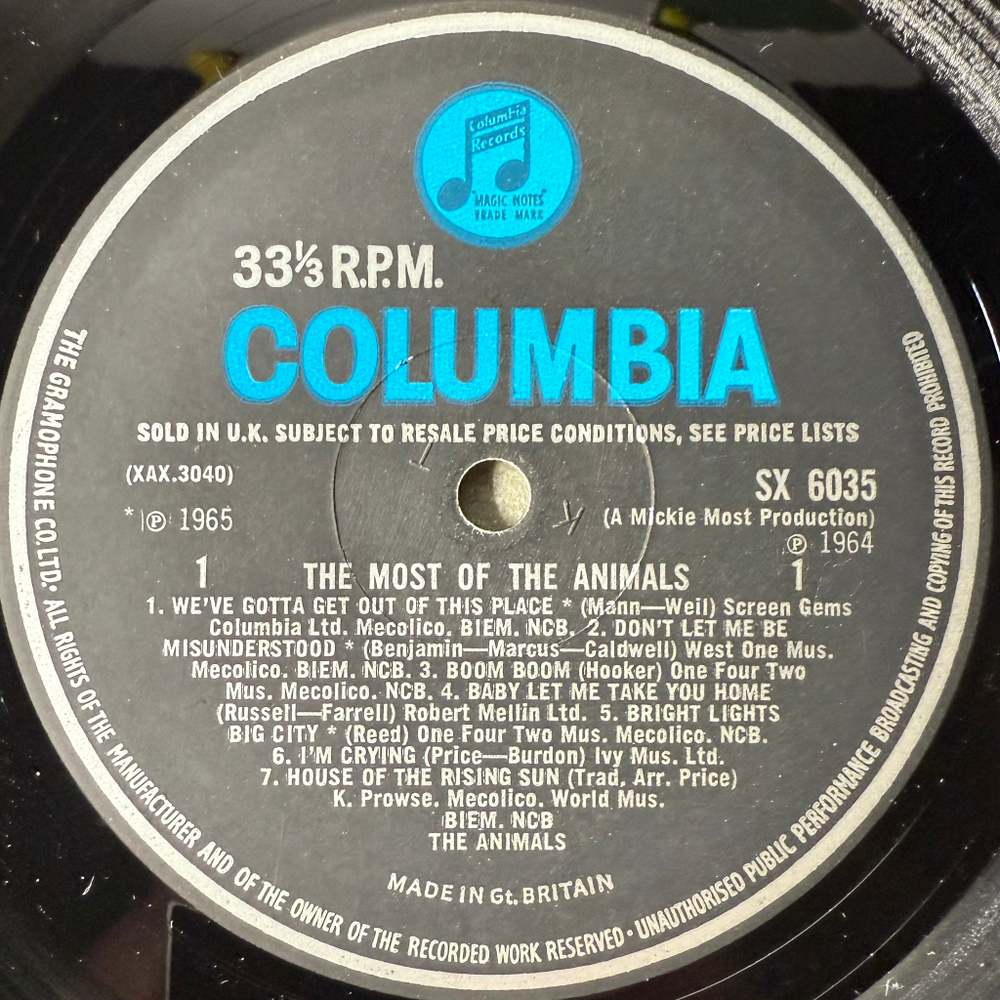 Columbia
Records
"MAGIC NOTES"
TRADE MARK
33⅓ R.P.M.
COLUMBIA
SOLD IN U.K. SUBJECT TO RESALE PRICE CONDITIONS, SEE PRICE LISTS
(XAX.3040)
SX 6035
* ℗ 1965
(A Mickie Most Production)
℗ 1964
1 THE MOST OF THE ANIMALS 1
1. WE'VE GOTTA GET OUT OF THIS PLACE * (Mann—Weil) Screen Gems
Columbia Ltd. Mecolico. BIEM. NCB. 2. DON'T LET ME BE
MISUNDERSTOOD * (Benjamin—Marcus—Caldwell) West One Mus.
Mecolico. BIEM. NCB. 3. BOOM BOOM (Hooker) One Four Two
Mus. Mecolico. NCB. 4. BABY LET ME TAKE YOU HOME
(Russell—Farrell) Robert Mellin Ltd. 5. BRIGHT LIGHTS
BIG CITY * (Reed) One Four Two Mus. Mecolico. NCB.
6. I'M CRYING (Price—Burdon) Ivy Mus. Ltd.
7. HOUSE OF THE RISING SUN (Trad, Arr. Price)
K. Prowse. Mecolico. World Mus.
BIEM. NCB
THE ANIMALS
MADE IN Gt. BRITAIN
THE GRAMOPHONE CO. LTD. • ALL RIGHTS OF THE MANUFACTURER AND OF THE OWNER OF THE RECORDED WORK RESERVED • UNAUTHORISED PUBLIC PERFORMANCE BROADCASTING AND COPYING OF THIS RECORD PROHIBITED